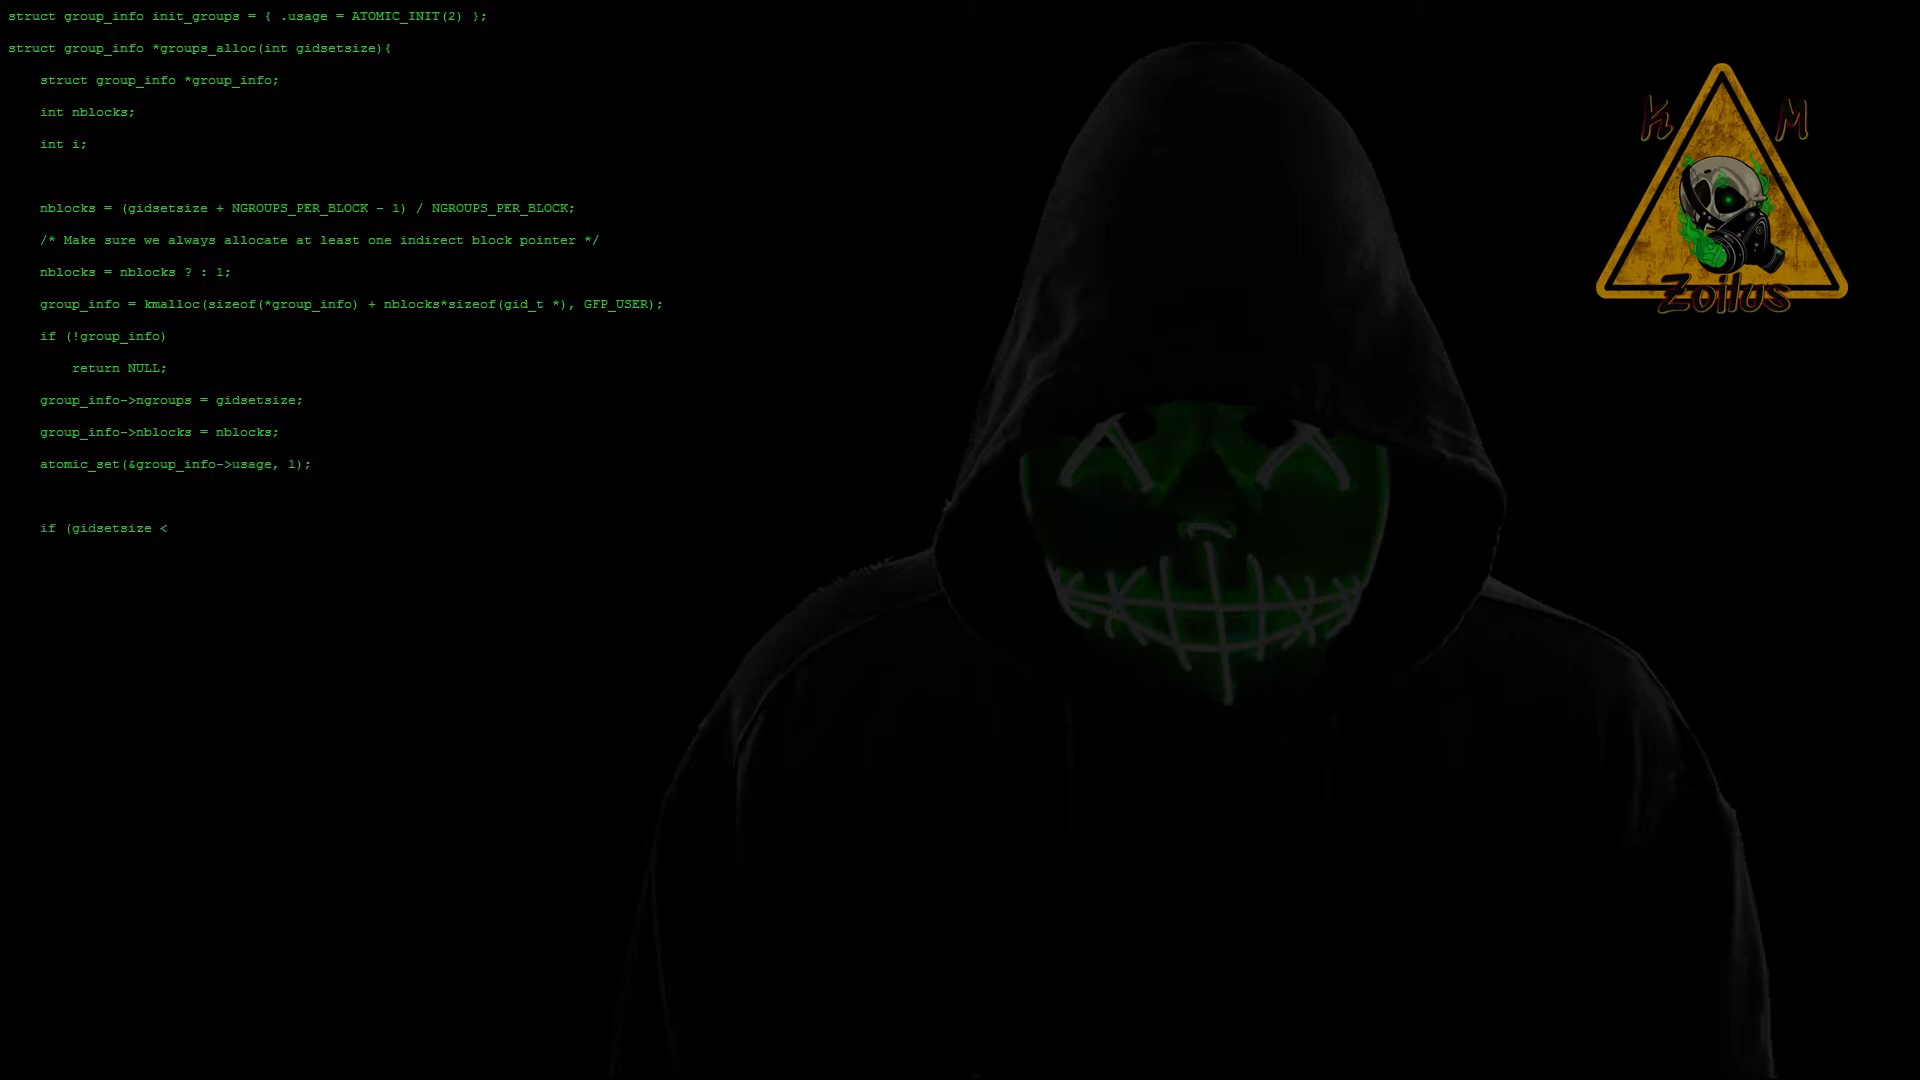 struct group_info init_groups = { .usage = ATOMIC_INIT(2) };
struct group_info *groups_alloc(int gidsetsize){
struct group_info *group_info;
int nblocks;
int i;
nblocks = (gidsetsize + NGROUPS_PER_BLOCK - 1) / NGROUPS_PER_BLOCK;
/* Make sure we always allocate at least one indirect block pointer */
nblocks = nblocks ? : 1;
group_info = kmalloc(sizeof(*group_info) + nblocks*sizeof(gid_t *), GFP_USER);
if (!group_info)
return NULL;
group_info->ngroups = gidsetsize;
group_info->nblocks = nblocks;
atomic_set(&group_info->usage, 1);
if (gidsetsize <
K M
Zoilus